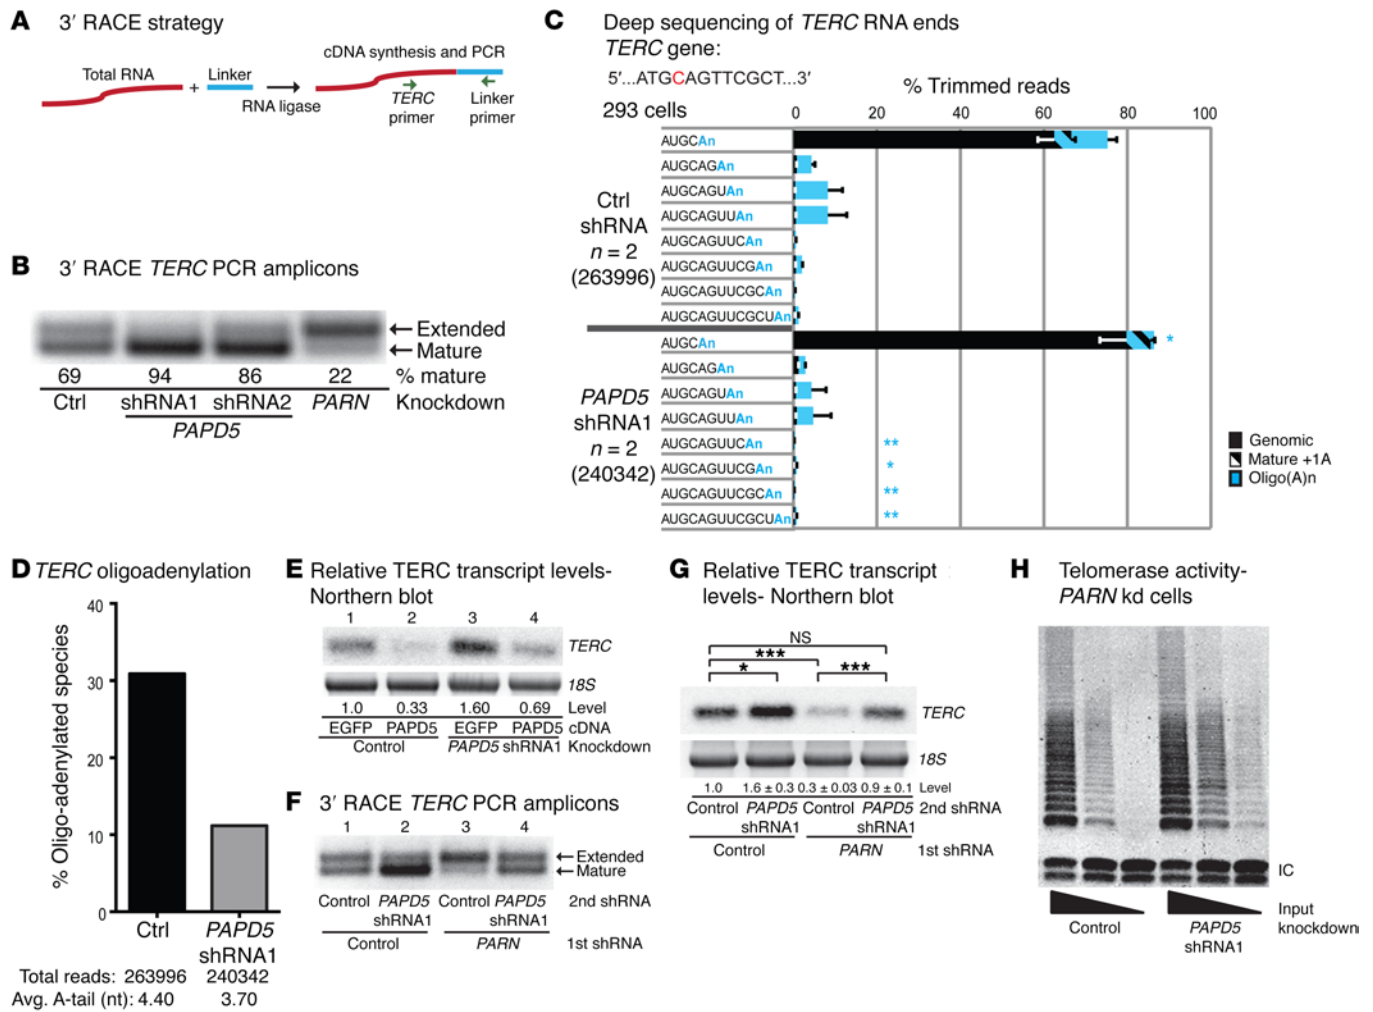 A 3′ RACE strategy
Total RNA
+
Linker
RNA ligase
cDNA synthesis and PCR
TERC primer
Linker primer
B 3′ RACE TERC PCR amplicons
Extended
Mature
69 94 86 22 % mature
Ctrl shRNA1 shRNA2 PARN Knockdown
PAPD5
C Deep sequencing of TERC RNA ends
TERC gene:
5′...ATGCAGTTCGCT...3′
293 cells
% Trimmed reads
0 20 40 60 80 100
Ctrl
shRNA
n = 2
(263996)
AUGCAn
AUGCAGAn
AUGCAGUAn
AUGCAGUUAn
AUGCAGUUCAn
AUGCAGUUCGAn
AUGCAGUUCGCAn
AUGCAGUUCGCUAn
PAPD5
shRNA1
n = 2
(240342)
AUGCAn *
AUGCAGAn
AUGCAGUAn
AUGCAGUUAn
AUGCAGUUCAn **
AUGCAGUUCGAn *
AUGCAGUUCGCAn **
AUGCAGUUCGCUAn **
Genomic
Mature +1A
Oligo(A)n
D TERC oligoadenylation
% Oligo-adenylated species
40
30
20
10
0
Ctrl PAPD5
shRNA1
Total reads: 263996 240342
Avg. A-tail (nt): 4.40 3.70
E Relative TERC transcript levels-
Northern blot
1 2 3 4
TERC
18S
1.0 0.33 1.60 0.69 Level
EGFP PAPD5 EGFP PAPD5 cDNA
Control PAPD5 shRNA1 Knockdown
F 3′ RACE TERC PCR amplicons
1 2 3 4
Extended
Mature
Control PAPD5 Control PAPD5 2nd shRNA
shRNA1 shRNA1
Control PARN 1st shRNA
G Relative TERC transcript
levels- Northern blot
NS
***
* ***
TERC
18S
1.0 1.6 ± 0.3 0.3 ± 0.03 0.9 ± 0.1 Level
Control PAPD5 Control PAPD5 2nd shRNA
shRNA1 shRNA1
Control PARN 1st shRNA
H Telomerase activity-
PARN kd cells
IC
Input
Control PAPD5 knockdown
shRNA1